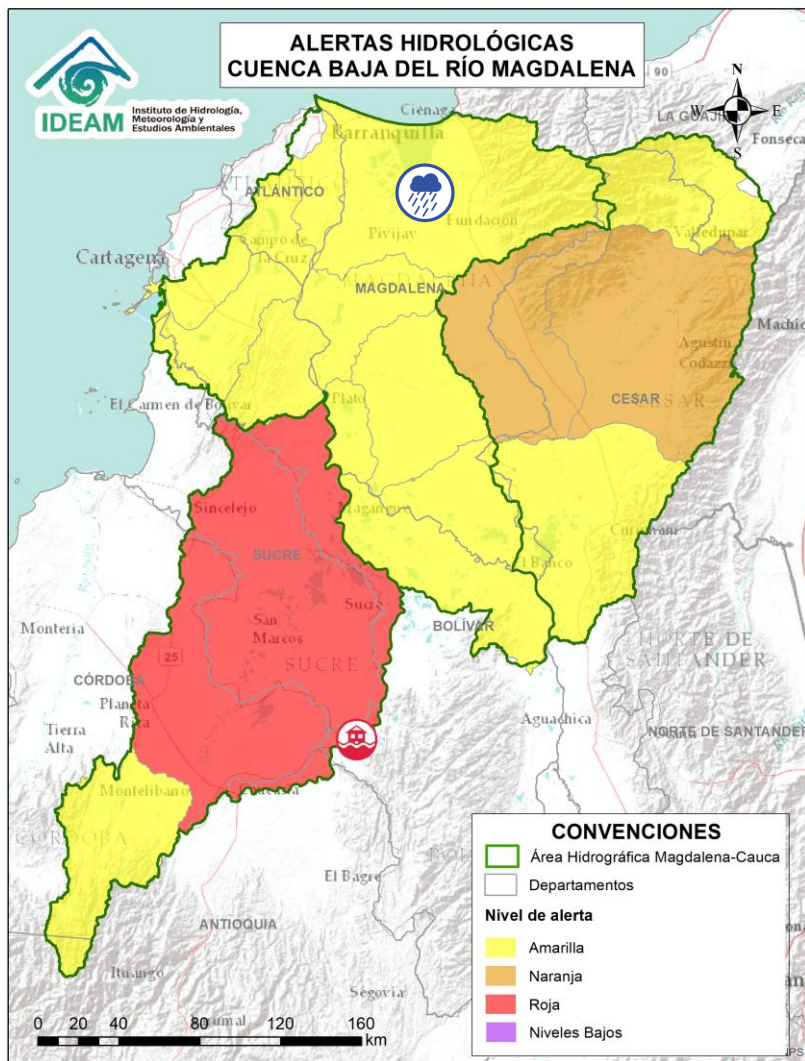 ALERTAS HIDROLÓGICAS
CUENCA BAJA DEL RÍO MAGDALENA
IDEAM
Instituto de Hidrología,
Meteorología y
Estudios Ambientales
N
W
E
S
90
LA GUAJI
Fonseca
Ciénaga
Barranquilla
ATLÁNTICO
Fundación
Valledupar
Pivijay
Campo de
la Cruz
Cartagena
MAGDALENA
MAGDALENA
Machi
Agustín
Codazzi
El Carmen de Bolívar
Plato
CESAR
Sincelejo
Magangué
SUCRE
El Banco
Sucre
San
Marcos
BOLÍVAR
Montería
25
SUCRE
NORTE DE
SANTANDER
CÓRDOBA
Planeta
Rica
Aguachica
Tierra
Alta
NORTE DE SANTANDER
Montelíbano
CÓRDOBA
El Bagre
ANTIOQUIA
Ituango
Segovia
CONVENCIONES
Área Hidrográfica Magdalena-Cauca
Departamentos
Nivel de alerta
Amarilla
Naranja
Roja
Niveles Bajos
0 20 40 80 120 160
km